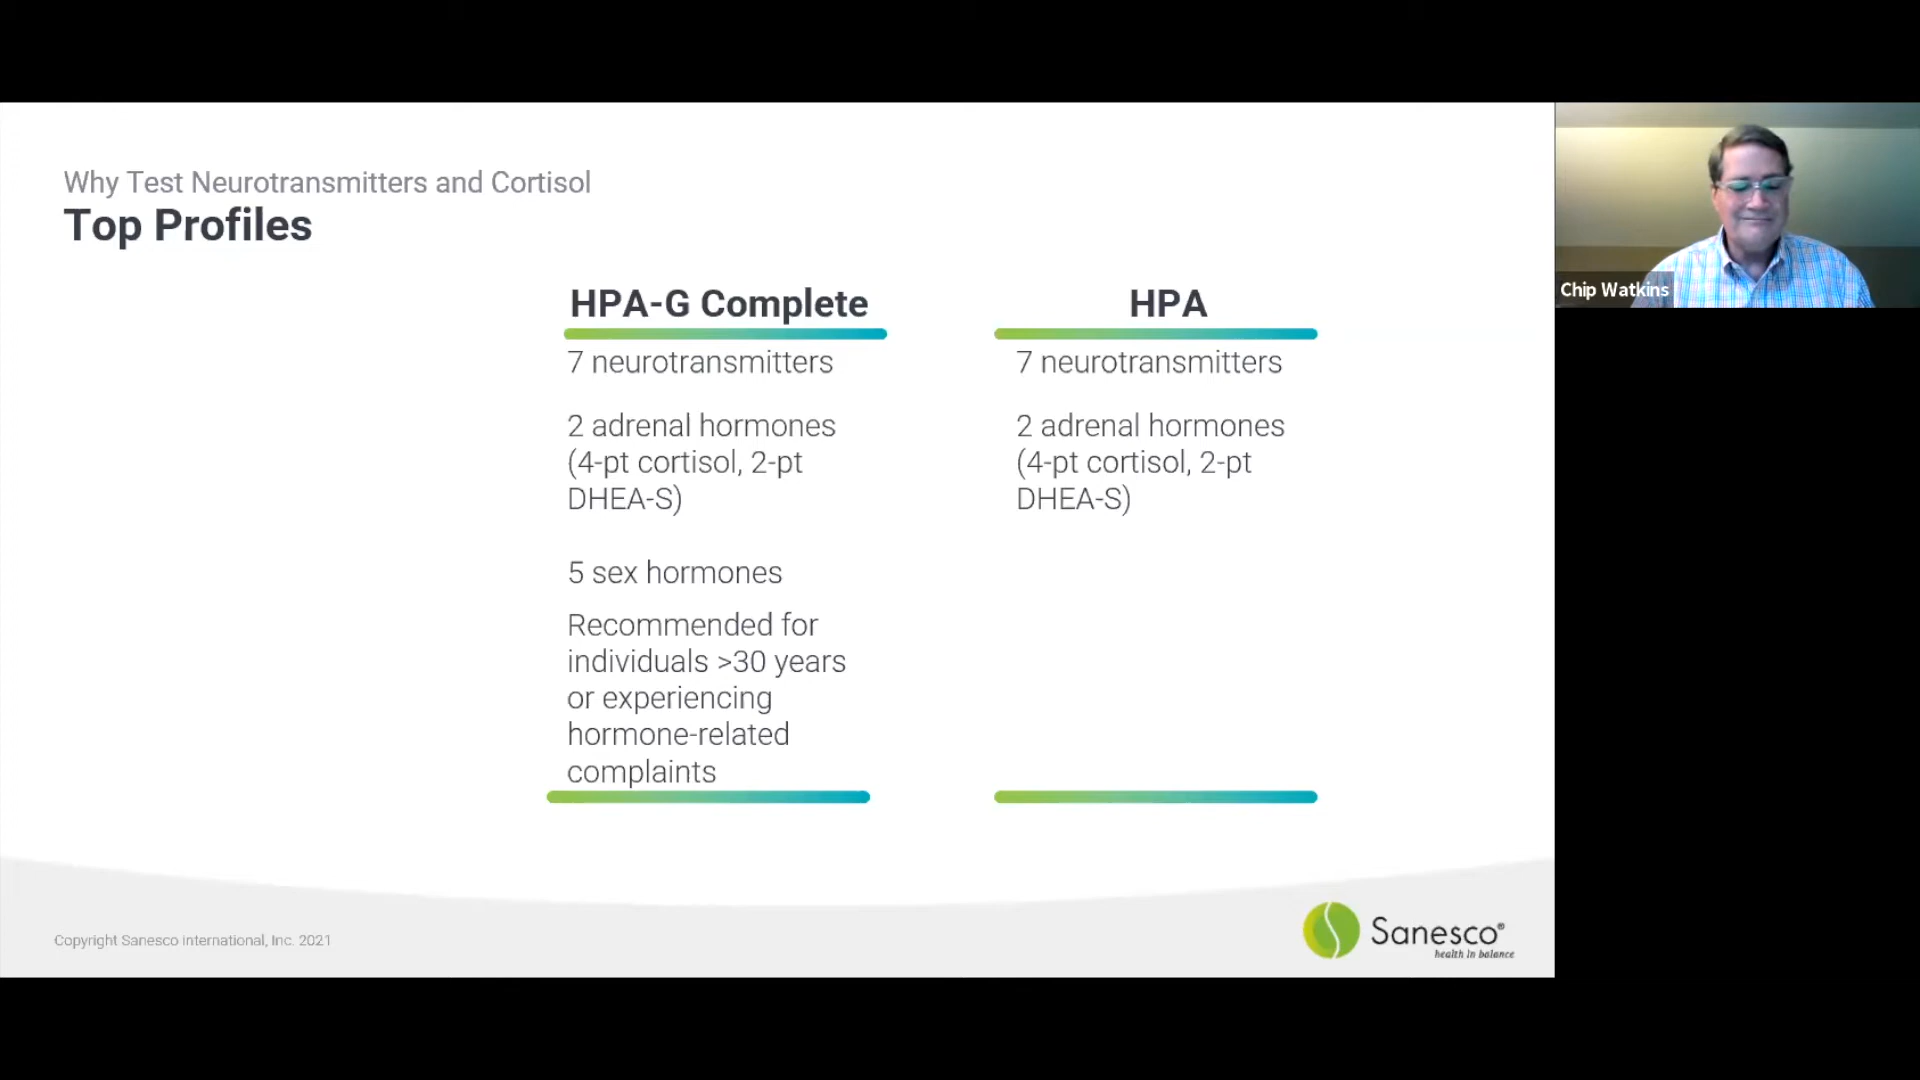 Why Test Neurotransmitters and Cortisol
Top Profiles
HPA-G Complete
7 neurotransmitters
2 adrenal hormones
(4-pt cortisol, 2-pt
DHEA-S)
5 sex hormones
Recommended for
individuals >30 years
or experiencing
hormone-related
complaints
HPA
7 neurotransmitters
2 adrenal hormones
(4-pt cortisol, 2-pt
DHEA-S)
Chip Watkins
Copyright Sanesco international, Inc. 2021
Sanesco®
health in balance